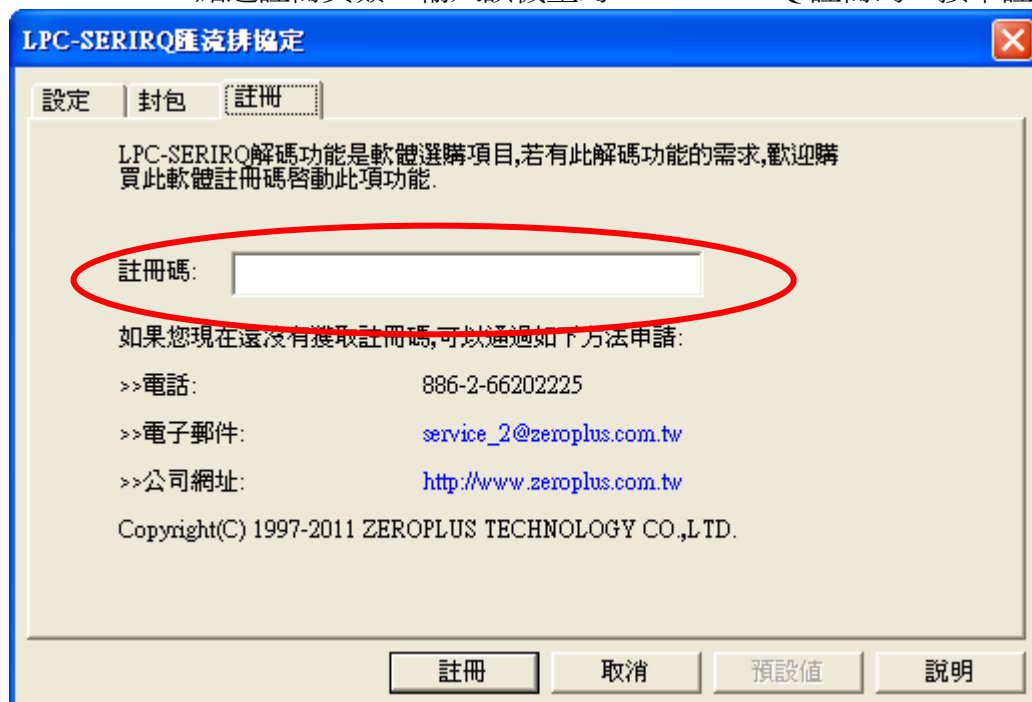 LPC-SERIRQ匯流排協定
設定 封包 註冊
LPC-SERIRQ解碼功能是軟體選購項目,若有此解碼功能的需求,歡迎購
買此軟體註冊碼啓動此項功能.
註冊碼:
如果您現在還沒有獲取註冊碼,可以通過如下方法申請:
>>電話: 886-2-66202225
>>電子郵件: service_2@zeroplus.com.tw
>>公司網址: http://www.zeroplus.com.tw
Copyright(C) 1997-2011 ZEROPLUS TECHNOLOGY CO.,LTD.
註冊 取消 預設值 說明